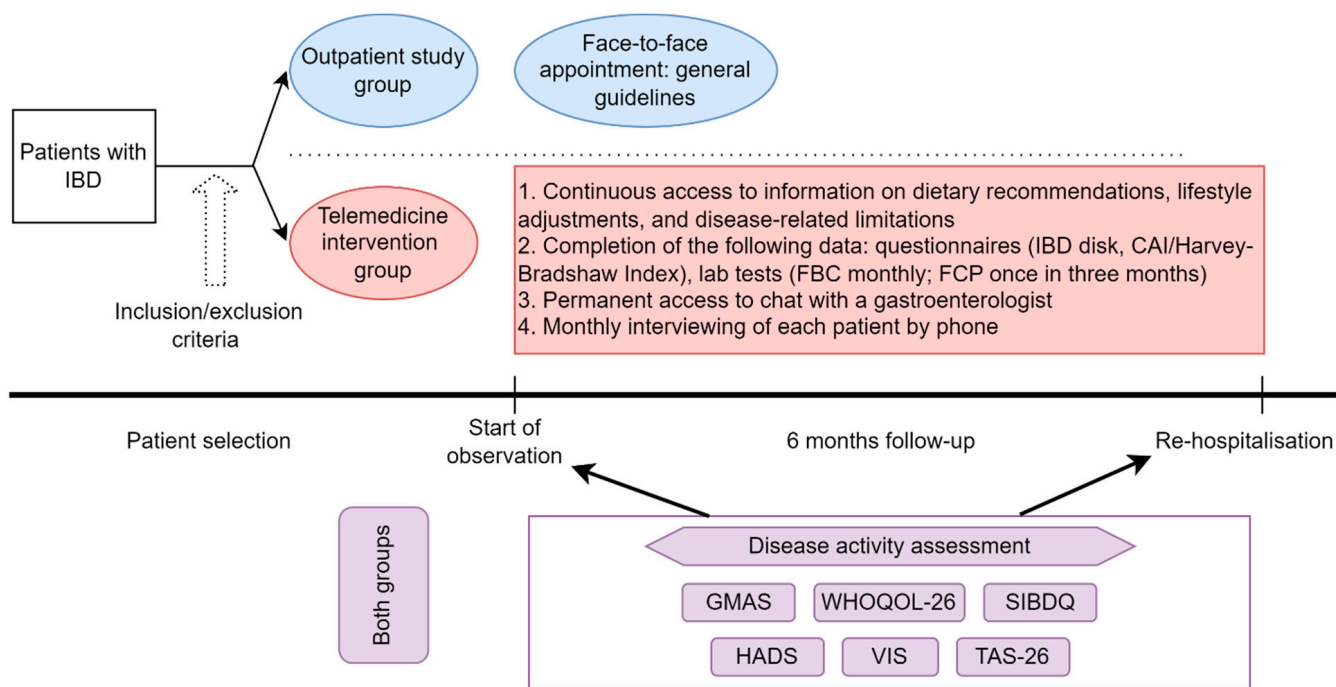 Outpatient study
group
Face-to-face
appointment: general
guidelines
Patients with
IBD
Telemedicine
intervention
group
1. Continuous access to information on dietary recommendations, lifestyle
adjustments, and disease-related limitations
2. Completion of the following data: questionnaires (IBD disk, CAI/Harvey-
Bradshaw Index), lab tests (FBC monthly; FCP once in three months)
3. Permanent access to chat with a gastroenterologist
4. Monthly interviewing of each patient by phone
Inclusion/exclusion
criteria
Patient selection
Start of
observation
6 months follow-up
Re-hospitalisation
Both groups
Disease activity assessment
GMAS
WHOQOL-26
SIBDQ
HADS
VIS
TAS-26